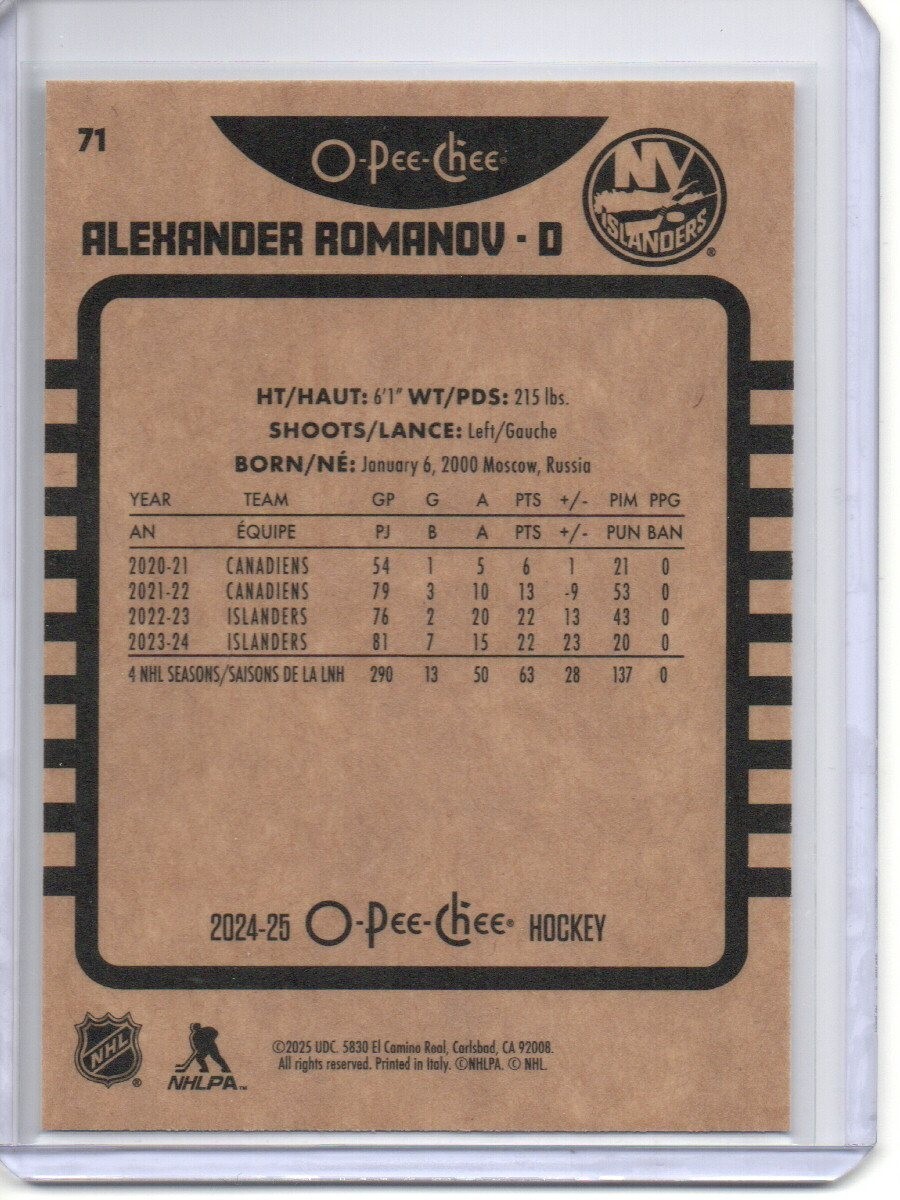 71
O-Pee-Chee®
NY
ISLANDERS®
ALEXANDER ROMANOV · D
HT/HAUT: 6'1" WT/PDS: 215 lbs.
SHOOTS/LANCE: Left/Gauche
BORN/NÉ: January 6, 2000 Moscow, Russia
YEAR TEAM GP G A PTS +/- PIM PPG
AN ÉQUIPE PJ B A PTS +/- PUN BAN
2020-21 CANADIENS 54 1 5 6 1 21 0
2021-22 CANADIENS 79 3 10 13 -9 53 0
2022-23 ISLANDERS 76 2 20 22 13 43 0
2023-24 ISLANDERS 81 7 15 22 23 20 0
4 NHL SEASONS/SAISONS DE LA LNH 290 13 50 63 28 137 0
2024-25 O-Pee-Chee® HOCKEY
NHL®
NHLPA™
©2025 UDC. 5830 El Camino Real, Carlsbad, CA 92008.
All rights reserved. Printed in Italy. ©NHLPA. © NHL.